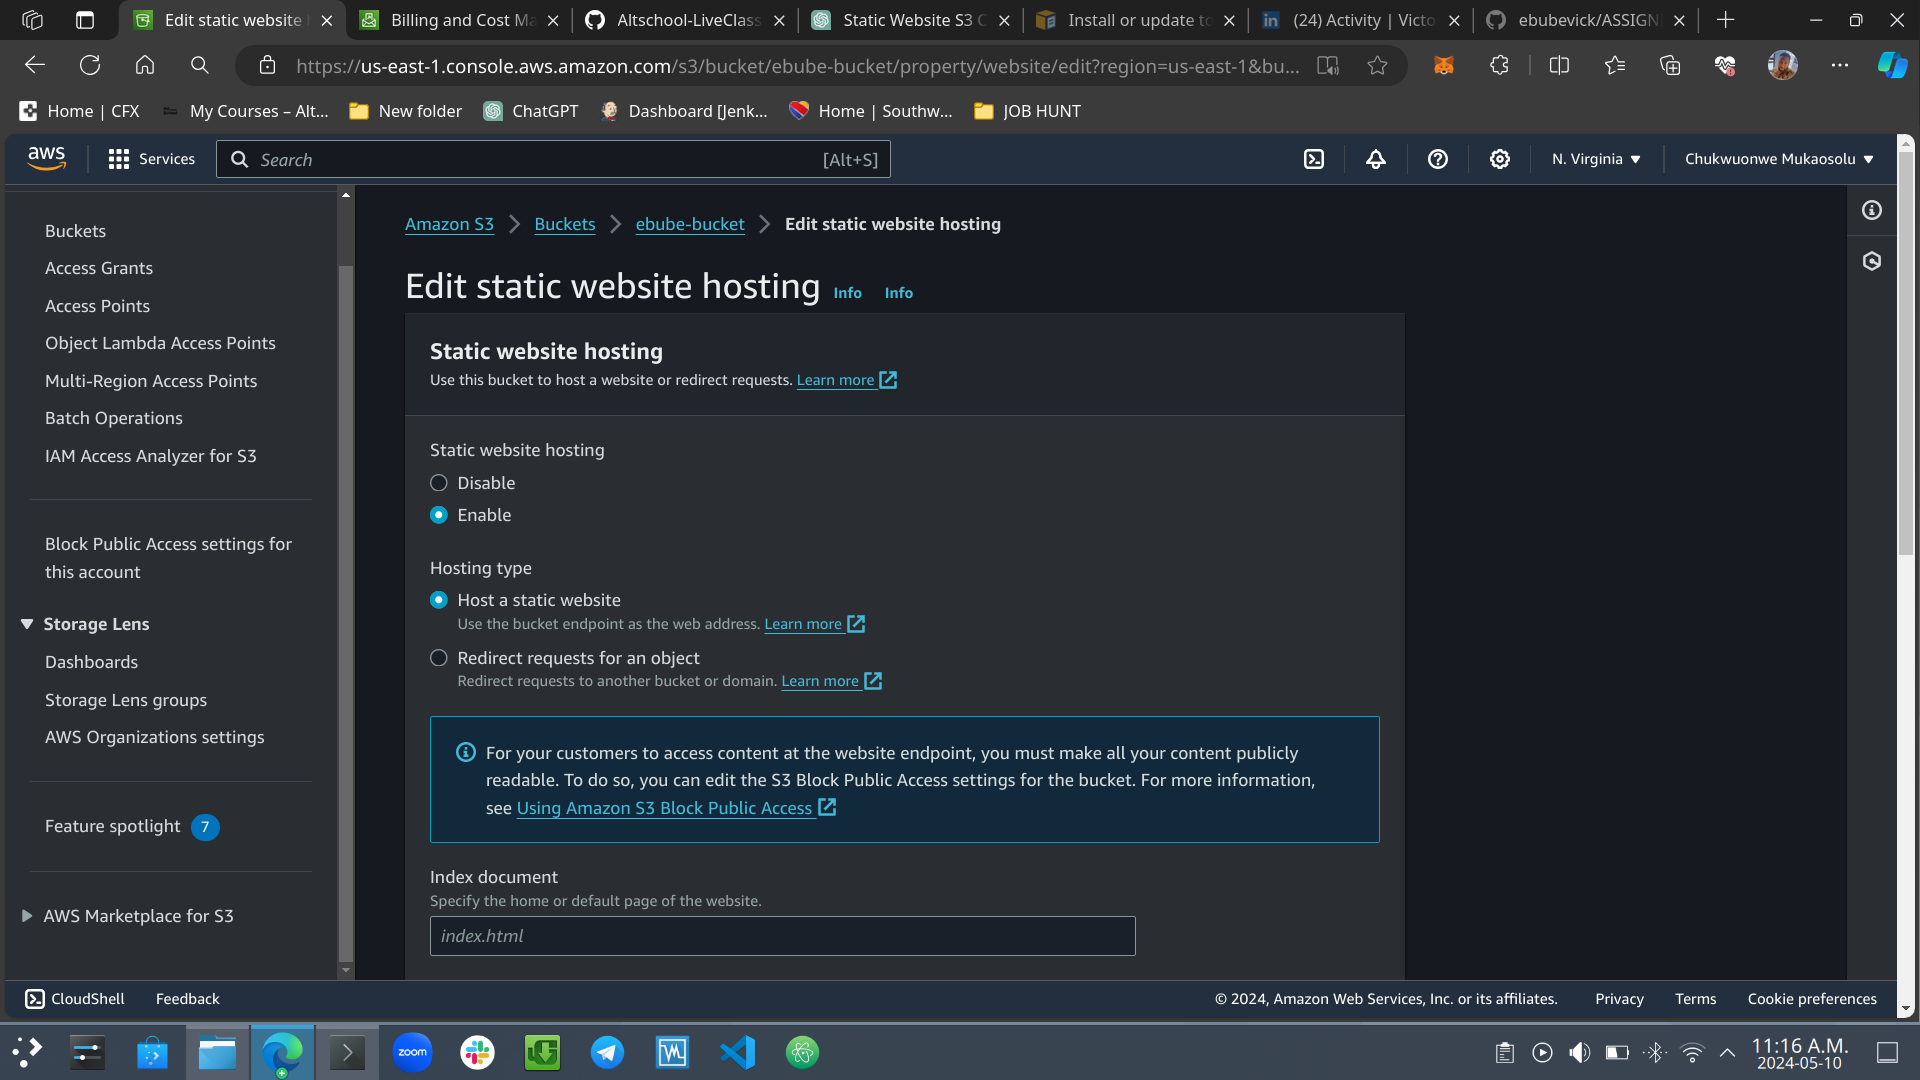 Edit static website
Billing and Cost Ma
Altschool-LiveClass
Static Website S3 C
Install or update to
(24) Activity | Victo
ebubevick/ASSIGN
https://us-east-1.console.aws.amazon.com/s3/bucket/ebube-bucket/property/website/edit?region=us-east-1&bu...
Home | CFX
My Courses – Alt...
New folder
ChatGPT
Dashboard [Jenk...
Home | Southw...
JOB HUNT
aws
Services
Search
[Alt+S]
N. Virginia
Chukwuonwe Mukaosolu
Buckets
Access Grants
Access Points
Object Lambda Access Points
Multi-Region Access Points
Batch Operations
IAM Access Analyzer for S3
Block Public Access settings for
this account
Storage Lens
Dashboards
Storage Lens groups
AWS Organizations settings
Feature spotlight 7
AWS Marketplace for S3
Amazon S3 > Buckets > ebube-bucket > Edit static website hosting
Edit static website hosting Info Info
Static website hosting
Use this bucket to host a website or redirect requests. Learn more
Static website hosting
Disable
Enable
Hosting type
Host a static website
Use the bucket endpoint as the web address. Learn more
Redirect requests for an object
Redirect requests to another bucket or domain. Learn more
For your customers to access content at the website endpoint, you must make all your content publicly
readable. To do so, you can edit the S3 Block Public Access settings for the bucket. For more information,
see Using Amazon S3 Block Public Access
Index document
Specify the home or default page of the website.
index.html
CloudShell
Feedback
© 2024, Amazon Web Services, Inc. or its affiliates.
Privacy
Terms
Cookie preferences
zoom
11:16 A.M.
2024-05-10